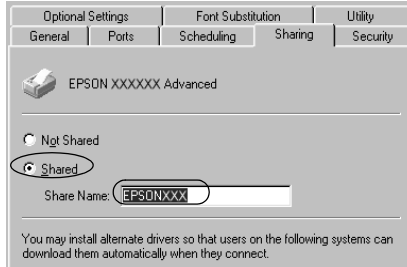 Optional Settings Font Substitution Utility
General Ports Scheduling Sharing Security
EPSON XXXXXX Advanced
Not Shared
Shared
Share Name: EPSONXXX
You may install alternate drivers so that users on the following systems can
download them automatically when they connect.